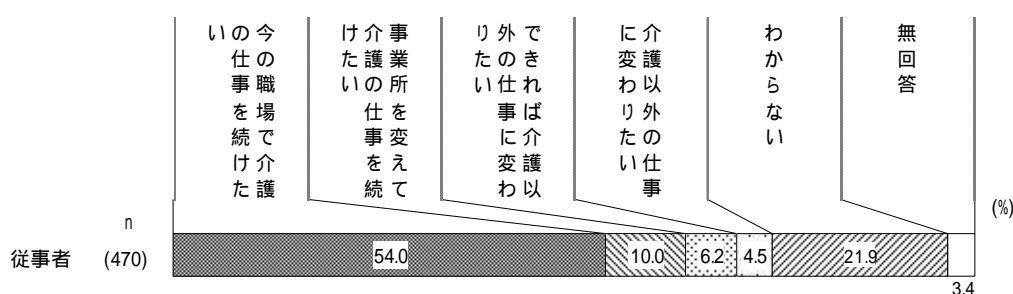 今の職場で介護
の仕事を続けた
い
事業所を変えて
介護の仕事を続
けたい
できれば介護以
外の仕事に変わ
りたい
介護以外の仕事
に変わりたい
わからない
無回答
(%)
n
従事者 (470) 54.0 10.0 6.2 4.5 21.9
3.4